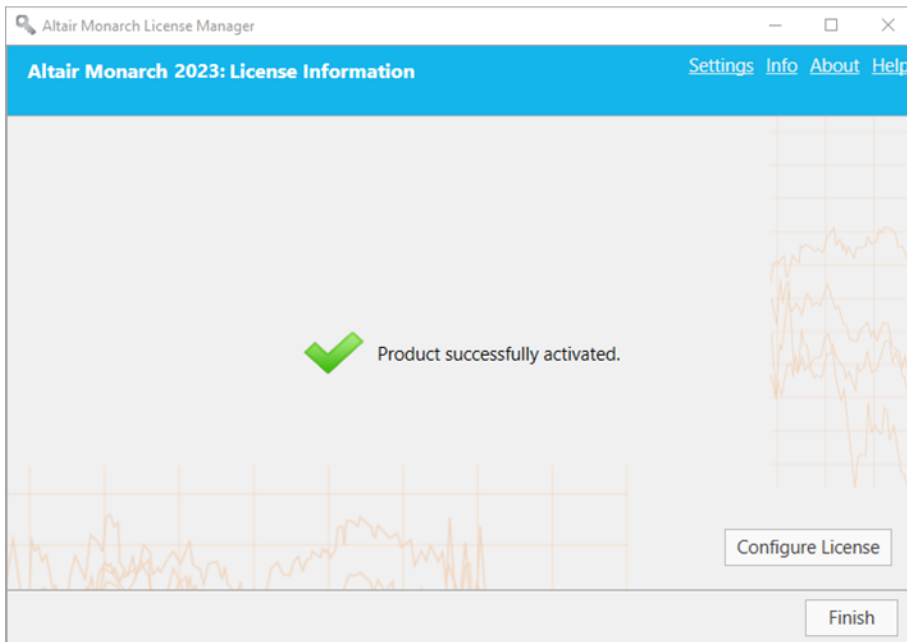 Altair Monarch License Manager
Altair Monarch 2023: License Information
Settings Info About Help
Product successfully activated.
Configure License
Finish